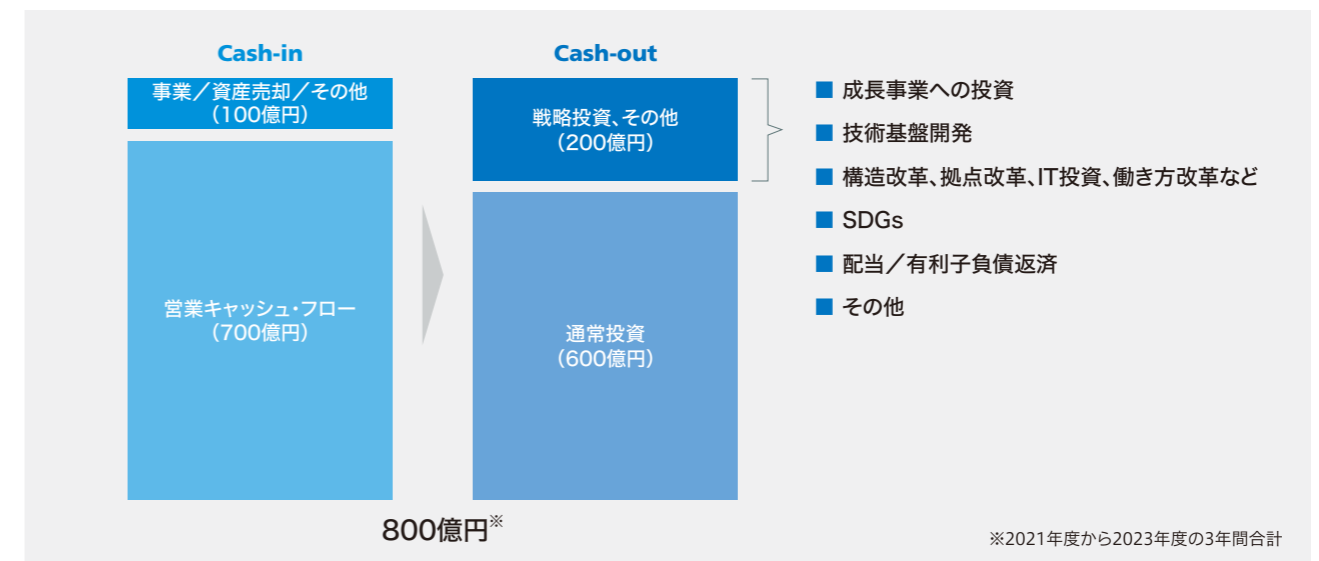 Cash-in
事業／資産売却／その他
（100億円）
営業キャッシュ・フロー
（700億円）
Cash-out
戦略投資、その他
（200億円）
通常投資
（600億円）
■ 成長事業への投資
■ 技術基盤開発
■ 構造改革、拠点改革、IT投資、働き方改革など
■ SDGs
■ 配当／有利子負債返済
■ その他
800億円※
※2021年度から2023年度の3年間合計